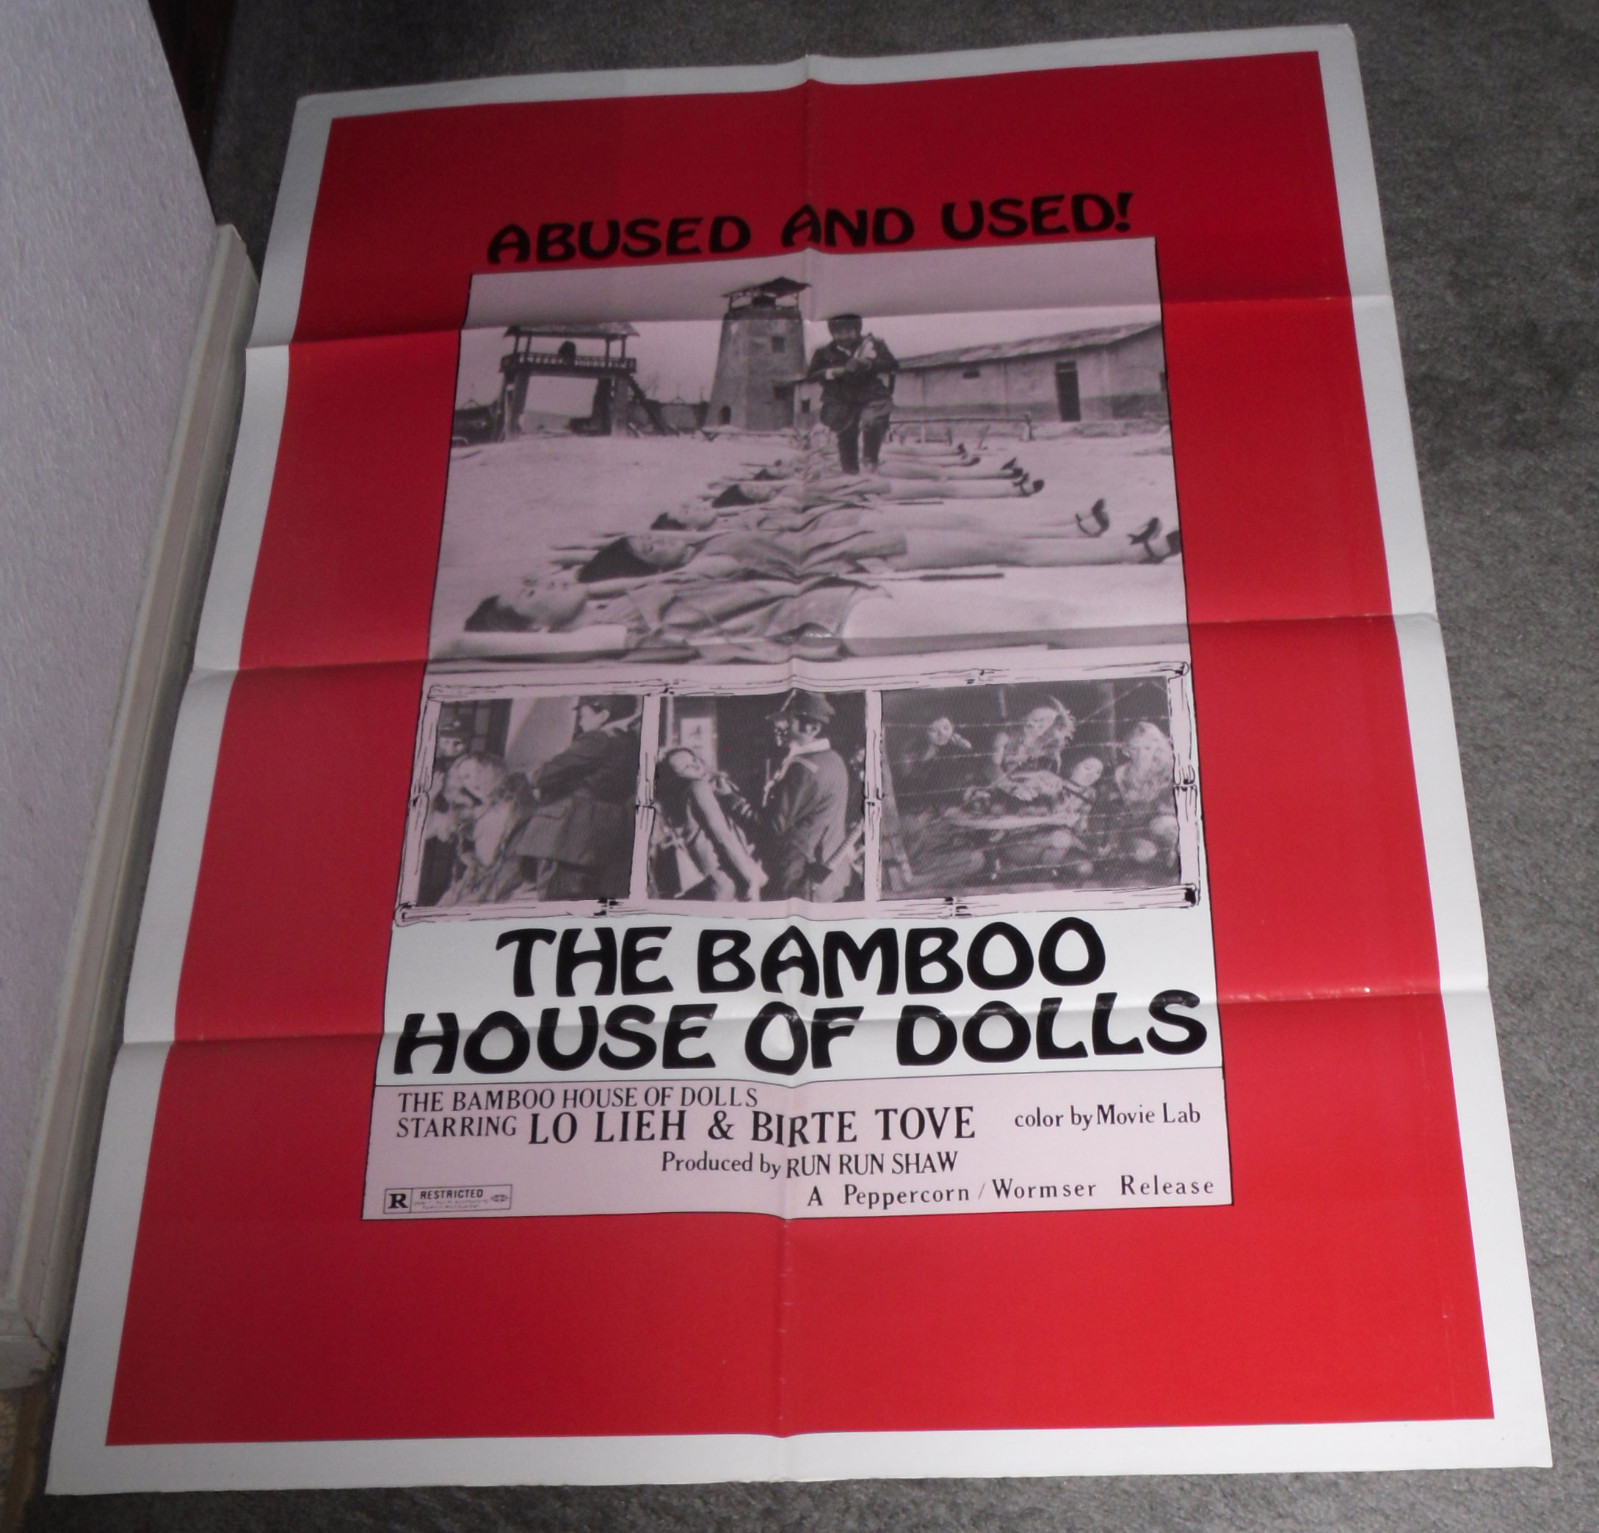 ABUSED AND USED!
THE BAMBOO
HOUSE OF DOLLS
THE BAMBOO HOUSE OF DOLLS
STARRING LO LIEH & BIRTE TOVE
color by Movie Lab
Produced by RUN RUN SHAW
A Peppercorn / Wormser Release
R RESTRICTED